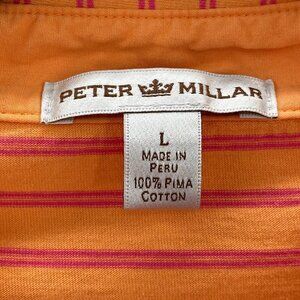 PETER MILLAR
L
MADE IN
PERU
100% PIMA
COTTON